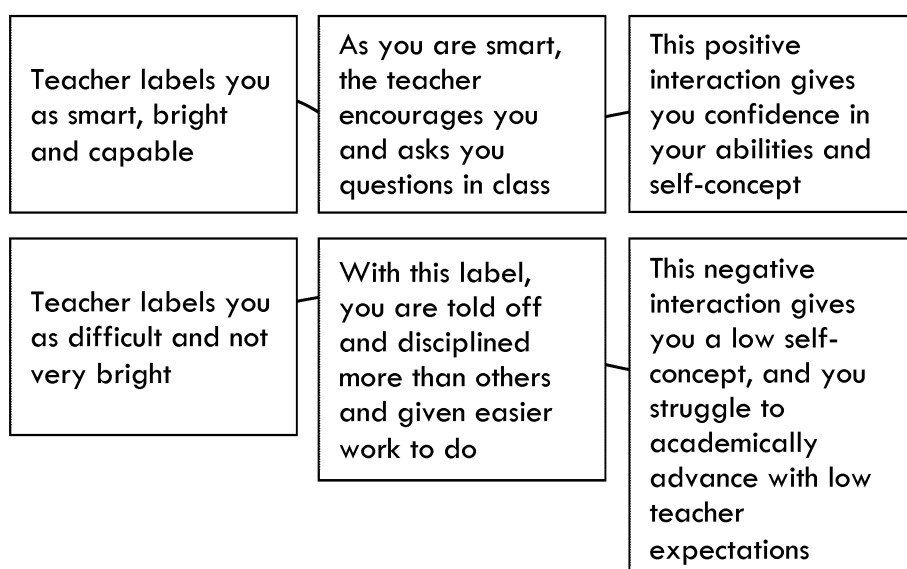 Teacher labels you
as smart, bright
and capable
As you are smart,
the teacher
encourages you
and asks you
questions in class
This positive
interaction gives
you confidence in
your abilities and
self-concept
Teacher labels you
as difficult and not
very bright
With this label,
you are told off
and disciplined
more than others
and given easier
work to do
This negative
interaction gives
you a low self-
concept, and you
struggle to
academically
advance with low
teacher
expectations